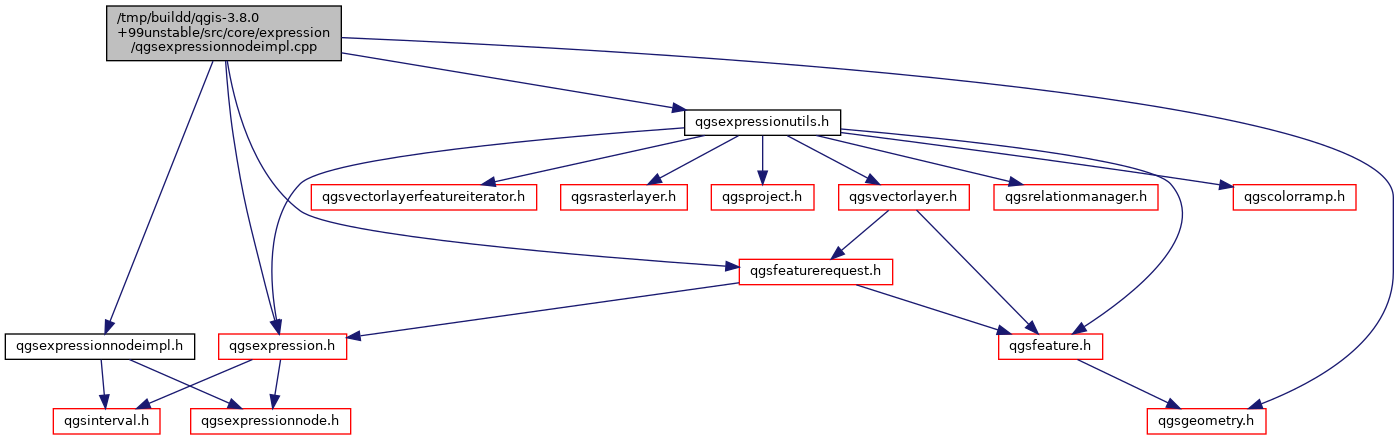 /tmp/buildd/qgis-3.8.0
+99unstable/src/core/expression
/qgsexpressionnodeimpl.cpp
qgsexpressionutils.h
qgsvectorlayerfeatureiterator.h
qgsrasterlayer.h
qgsproject.h
qgsvectorlayer.h
qgsrelationmanager.h
qgscolorramp.h
qgsfeaturerequest.h
qgsexpressionnodeimpl.h
qgsexpression.h
qgsfeature.h
qgsinterval.h
qgsexpressionnode.h
qgsgeometry.h